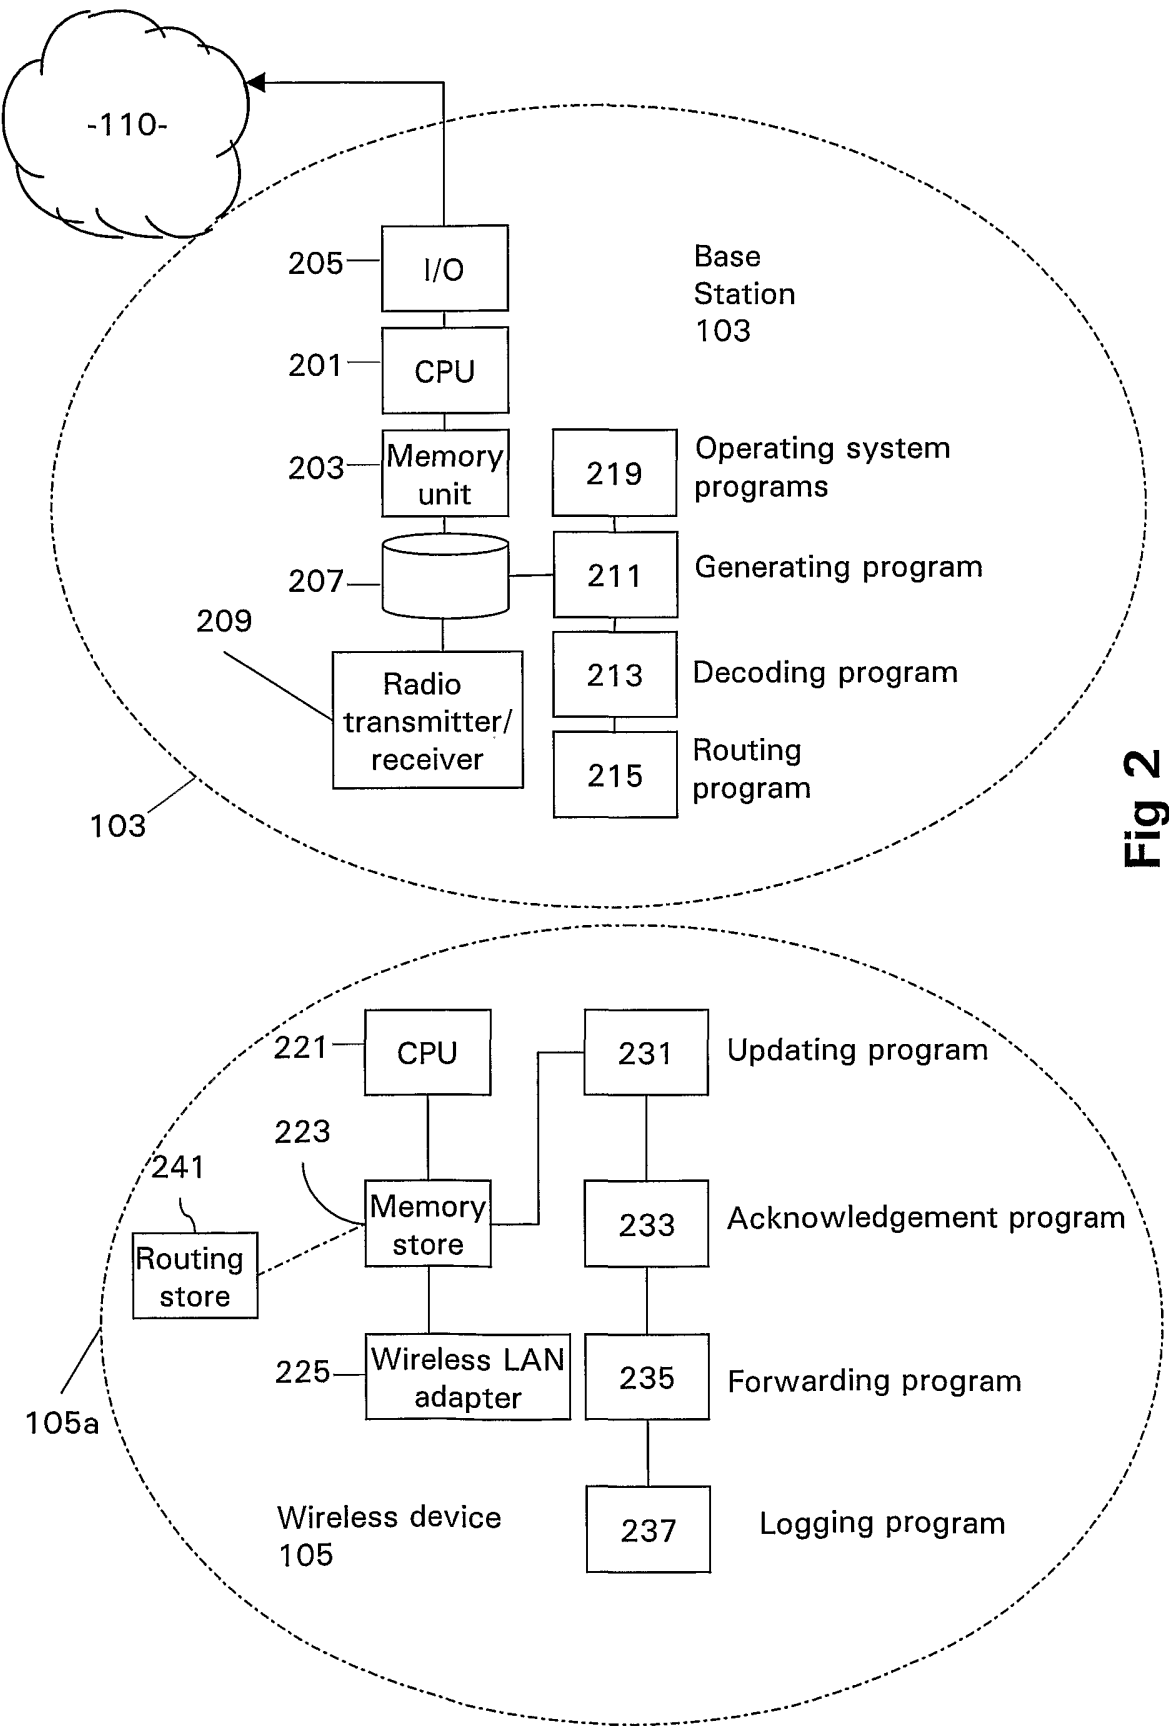 -110-
205
I/O
Base
Station
103
201
CPU
203
Memory
unit
219
Operating system
programs
207
211
Generating program
209
213
Decoding program
Radio
transmitter/
receiver
215
Routing
program
103
Fig 2
221
CPU
231
Updating program
223
241
Memory
store
233
Acknowledgement program
Routing
store
225
Wireless LAN
adapter
235
Forwarding program
105a
Wireless device
105
237
Logging program